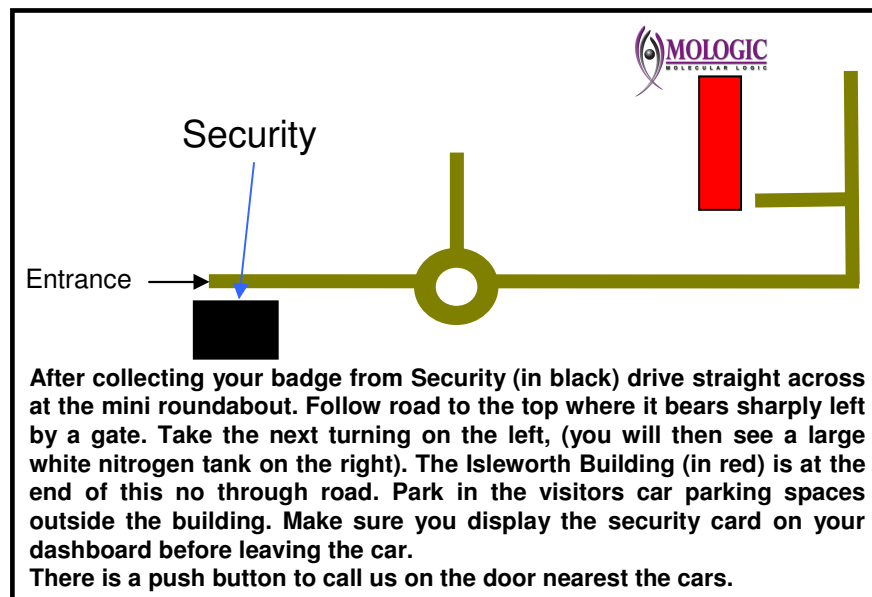 MOLOGIC
MOLECULAR LOGIC
Security
Entrance
After collecting your badge from Security (in black) drive straight across
at the mini roundabout. Follow road to the top where it bears sharply left
by a gate. Take the next turning on the left, (you will then see a large
white nitrogen tank on the right). The Isleworth Building (in red) is at the
end of this no through road. Park in the visitors car parking spaces
outside the building. Make sure you display the security card on your
dashboard before leaving the car.
There is a push button to call us on the door nearest the cars.